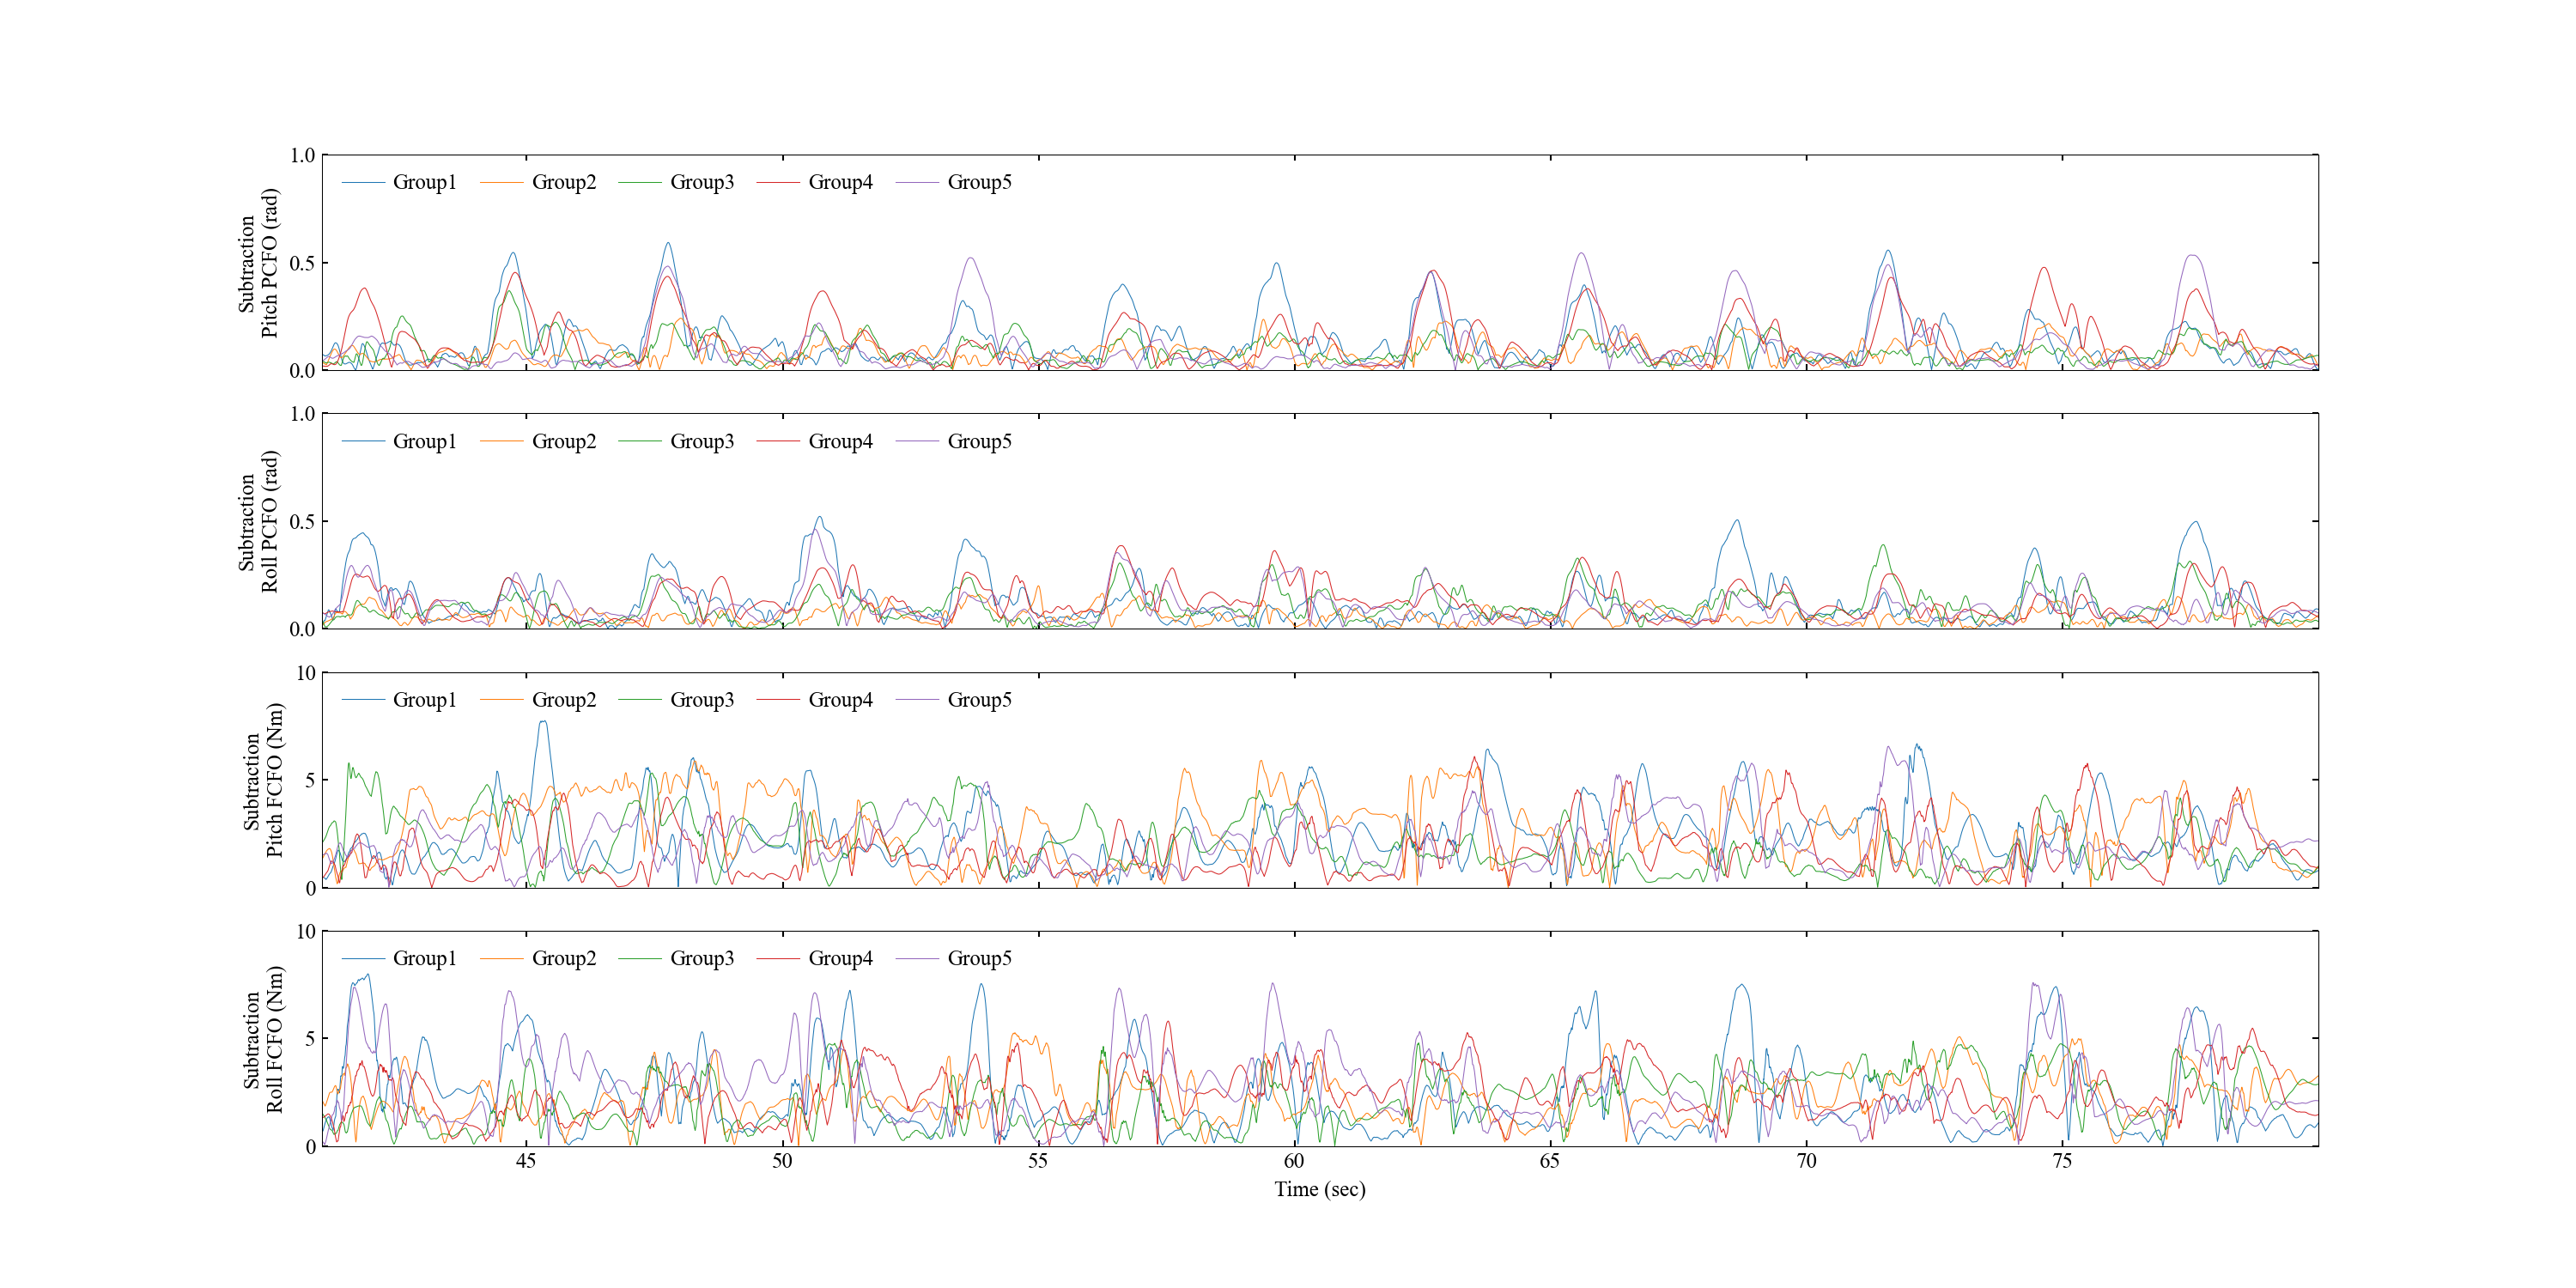 Subtraction
Pitch PCFO (rad)
1.0
0.5
0.0
Group1 Group2 Group3 Group4 Group5
Subtraction
Roll PCFO (rad)
1.0
0.5
0.0
Group1 Group2 Group3 Group4 Group5
Subtraction
Pitch FCFO (Nm)
10
5
0
Group1 Group2 Group3 Group4 Group5
Subtraction
Roll FCFO (Nm)
10
5
0
Group1 Group2 Group3 Group4 Group5
45 50 55 60 65 70 75
Time (sec)